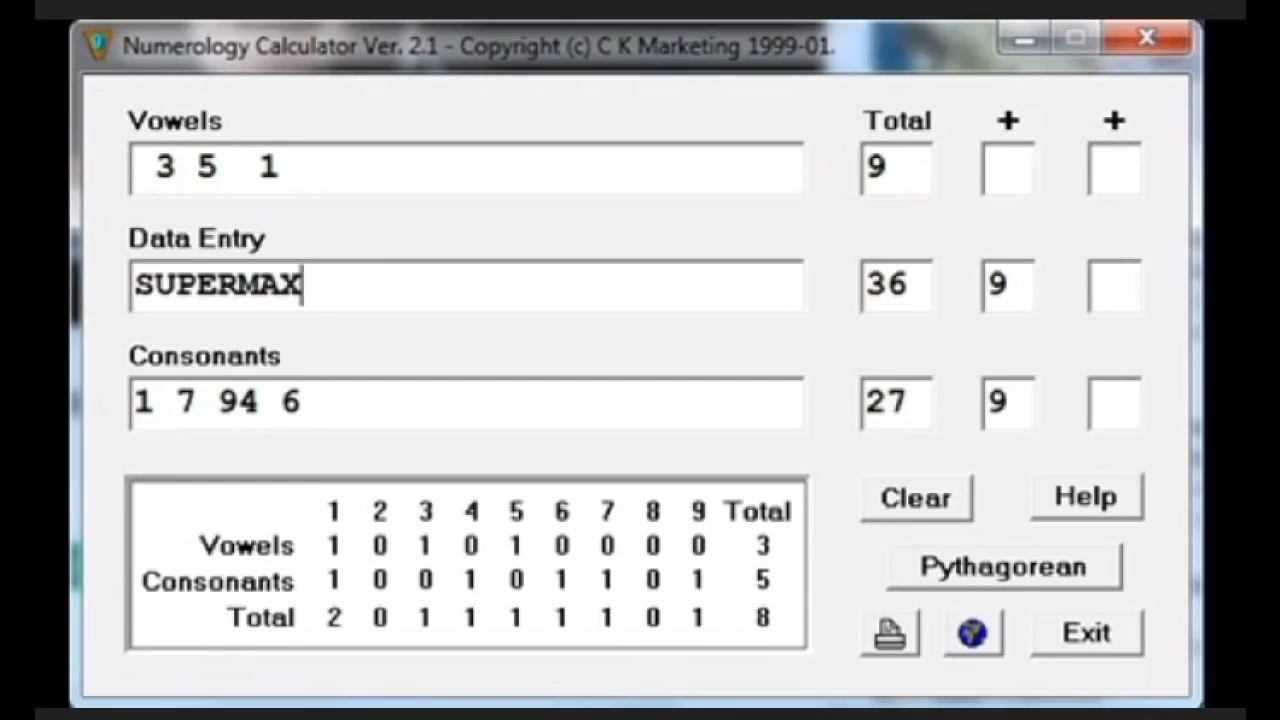 Numerology Calculator Ver. 2.1 - Copyright (c) C K Marketing 1999-01.
Vowels Total + +
3 5 1 9
Data Entry
SUPERMAX 36 9
Consonants
1 7 94 6 27 9
1 2 3 4 5 6 7 8 9 Total
Vowels 1 0 1 0 1 0 0 0 0 3
Consonants 1 0 0 1 0 1 1 0 1 5
Total 2 0 1 1 1 1 1 0 1 8
Clear Help
Pythagorean
Exit